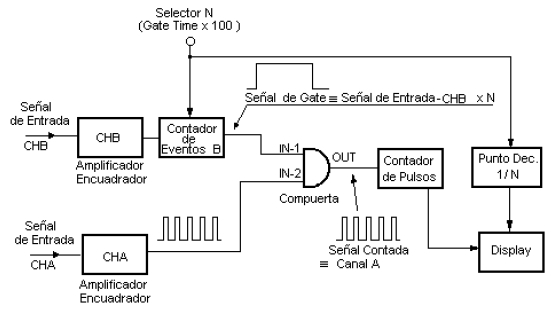 Selector N
(Gate Time x 100 )
Señal de Gate ≡ Señal de Entrada-CHB x N
Señal
de Entrada
CHB
CHB
Amplificador
Encuadrador
Contador
de
Eventos B
IN-1
IN-2
OUT
Compuerta
Contador
de Pulsos
Punto Dec.
1/ N
Señal
de Entrada
CHA
CHA
Amplificador
Encuadrador
Señal Contada
≡ Canal A
Display